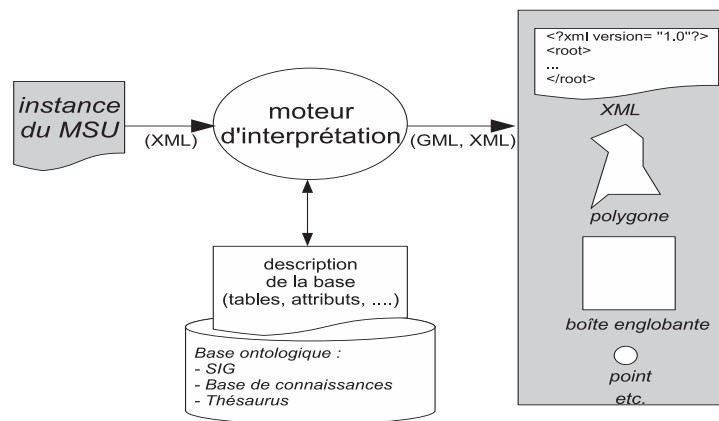 instance
du MSU
(XML)
moteur
d'interprétation
(GML, XML)
description
de la base
(tables, attributs, ....)
Base ontologique :
- SIG
- Base de connaissances
- Thésaurus
<?xml version= "1.0"?>
<root>
...
</root>
XML
polygone
boîte englobante
point
etc.